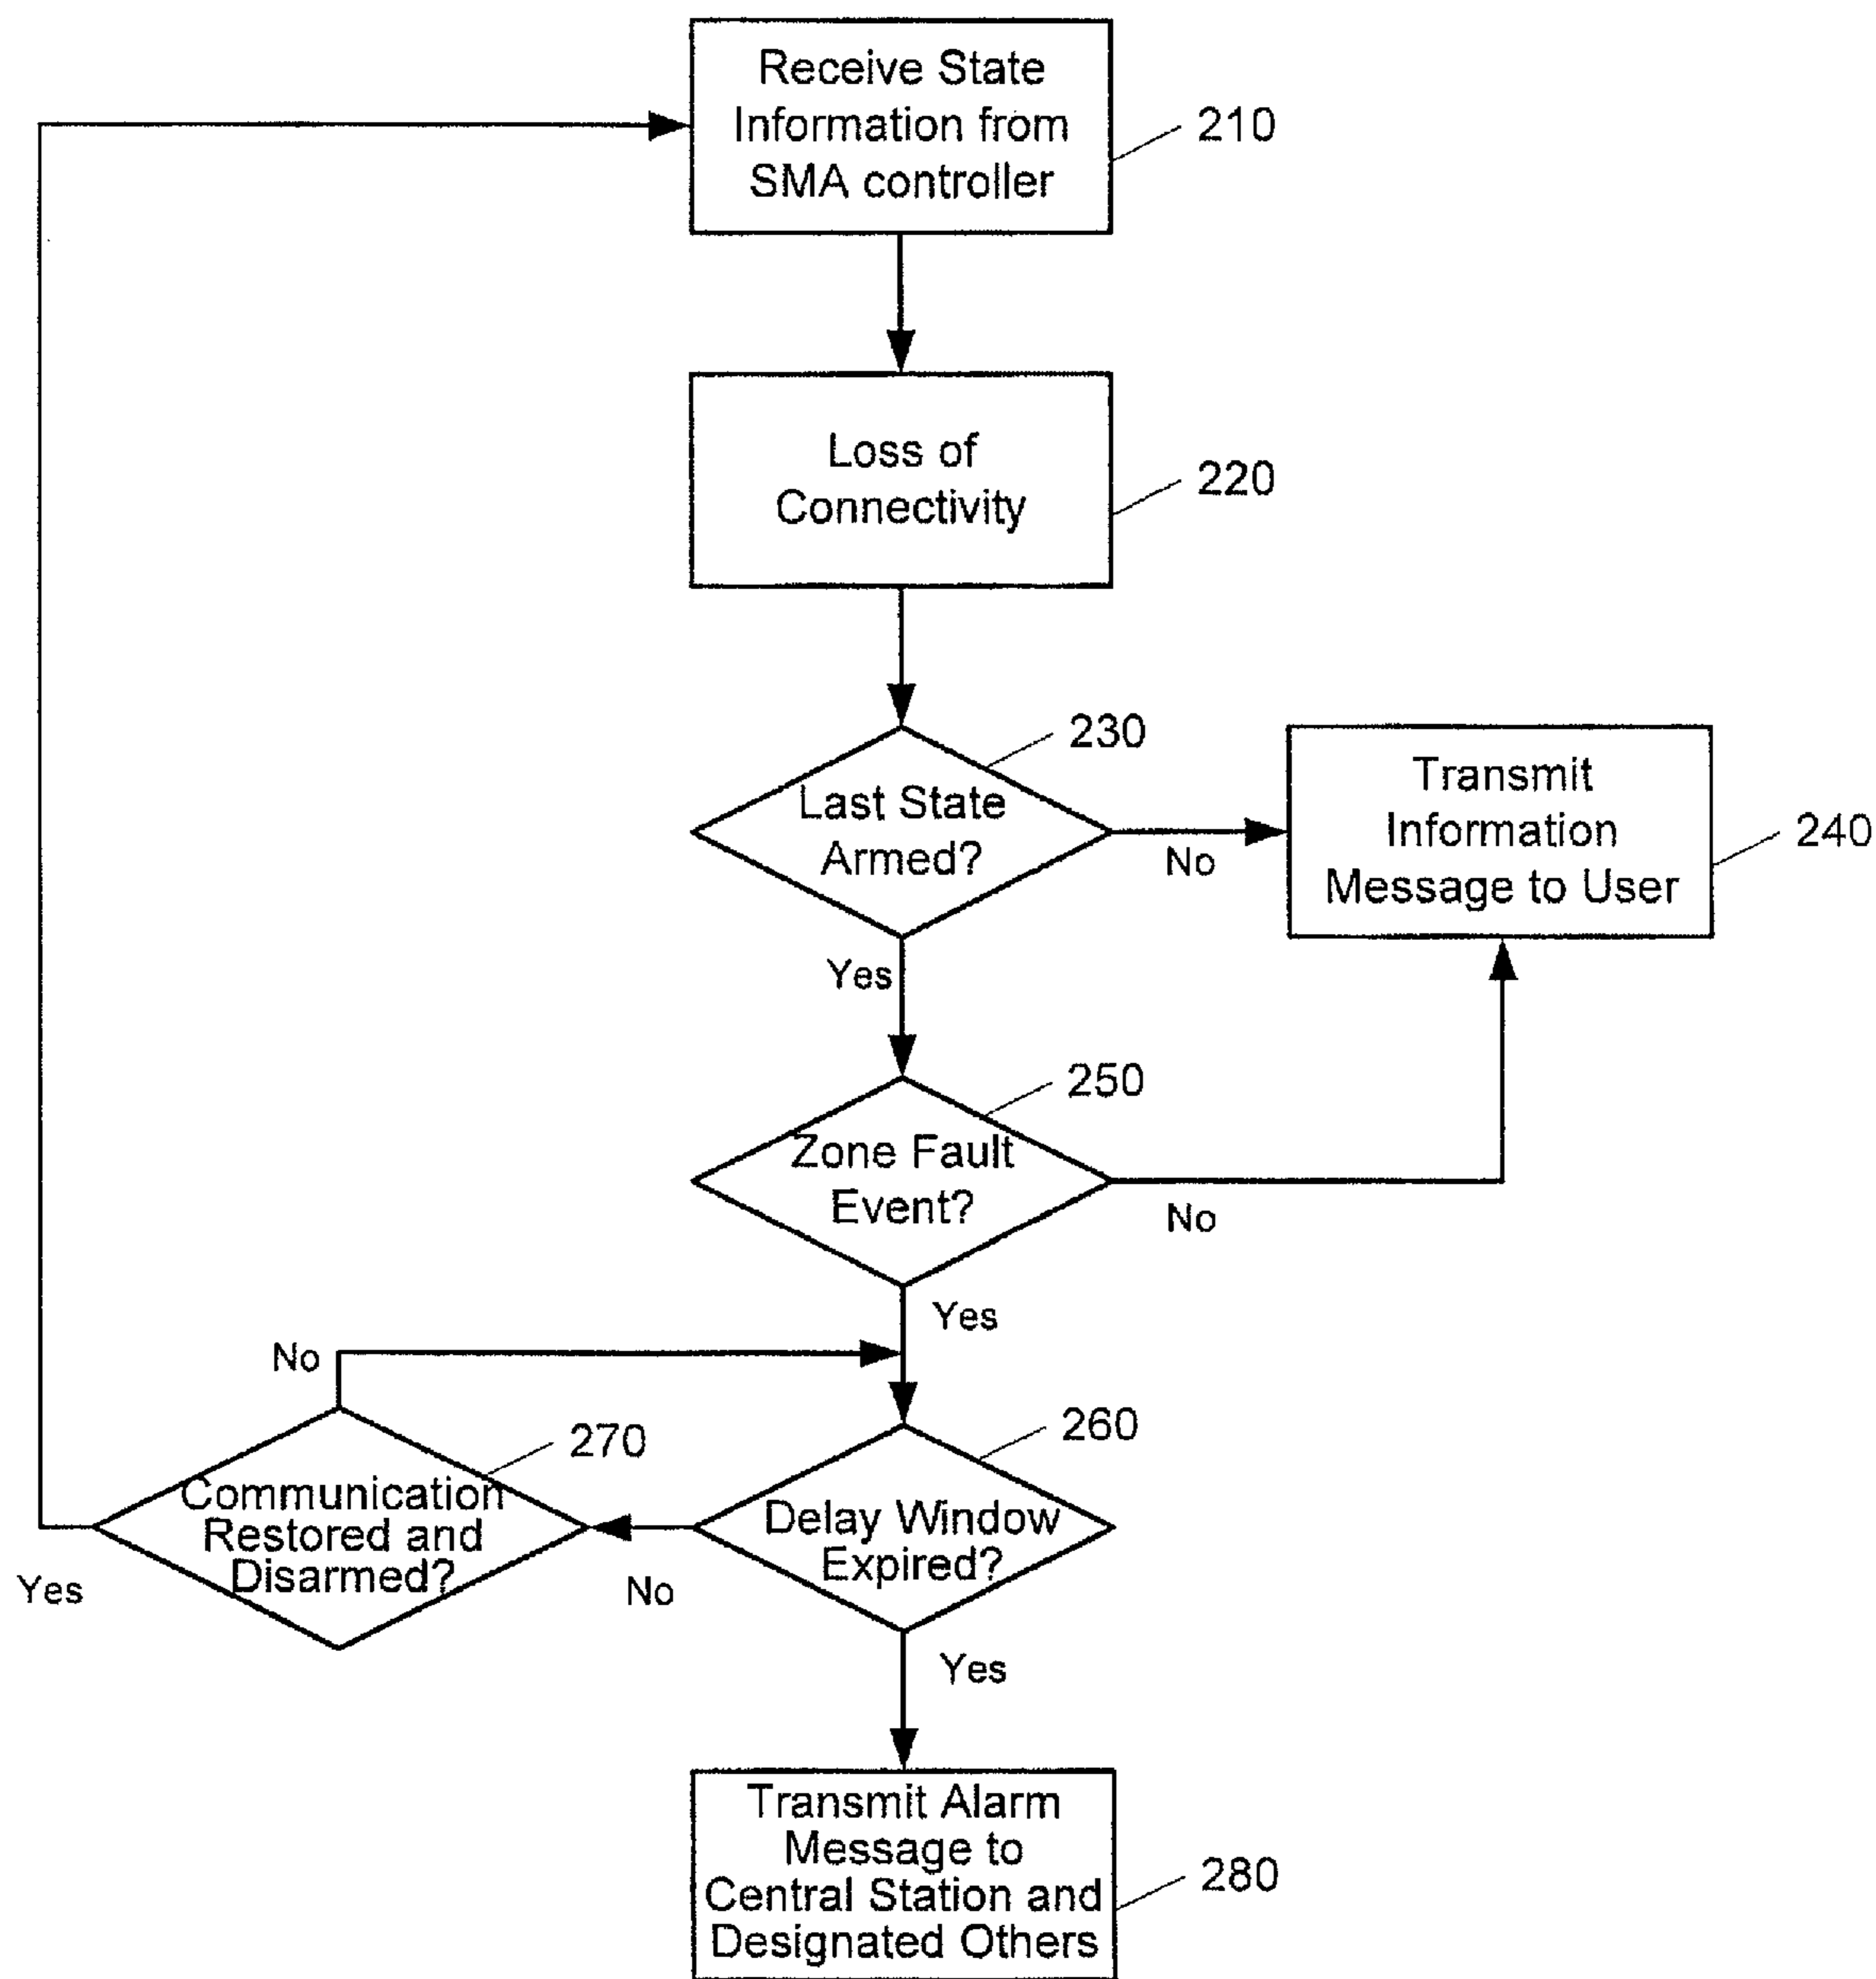 Receive State
Information from
SMA controller
210
Loss of
Connectivity
220
230
Last State
Armed?
No
Transmit
Information
Message to User
240
Yes
250
Zone Fault
Event?
No
Yes
No
270
260
Communication
Restored and
Disarmed?
Delay Window
Expired?
Yes
No
Yes
Transmit Alarm
Message to
Central Station and
Designated Others
280